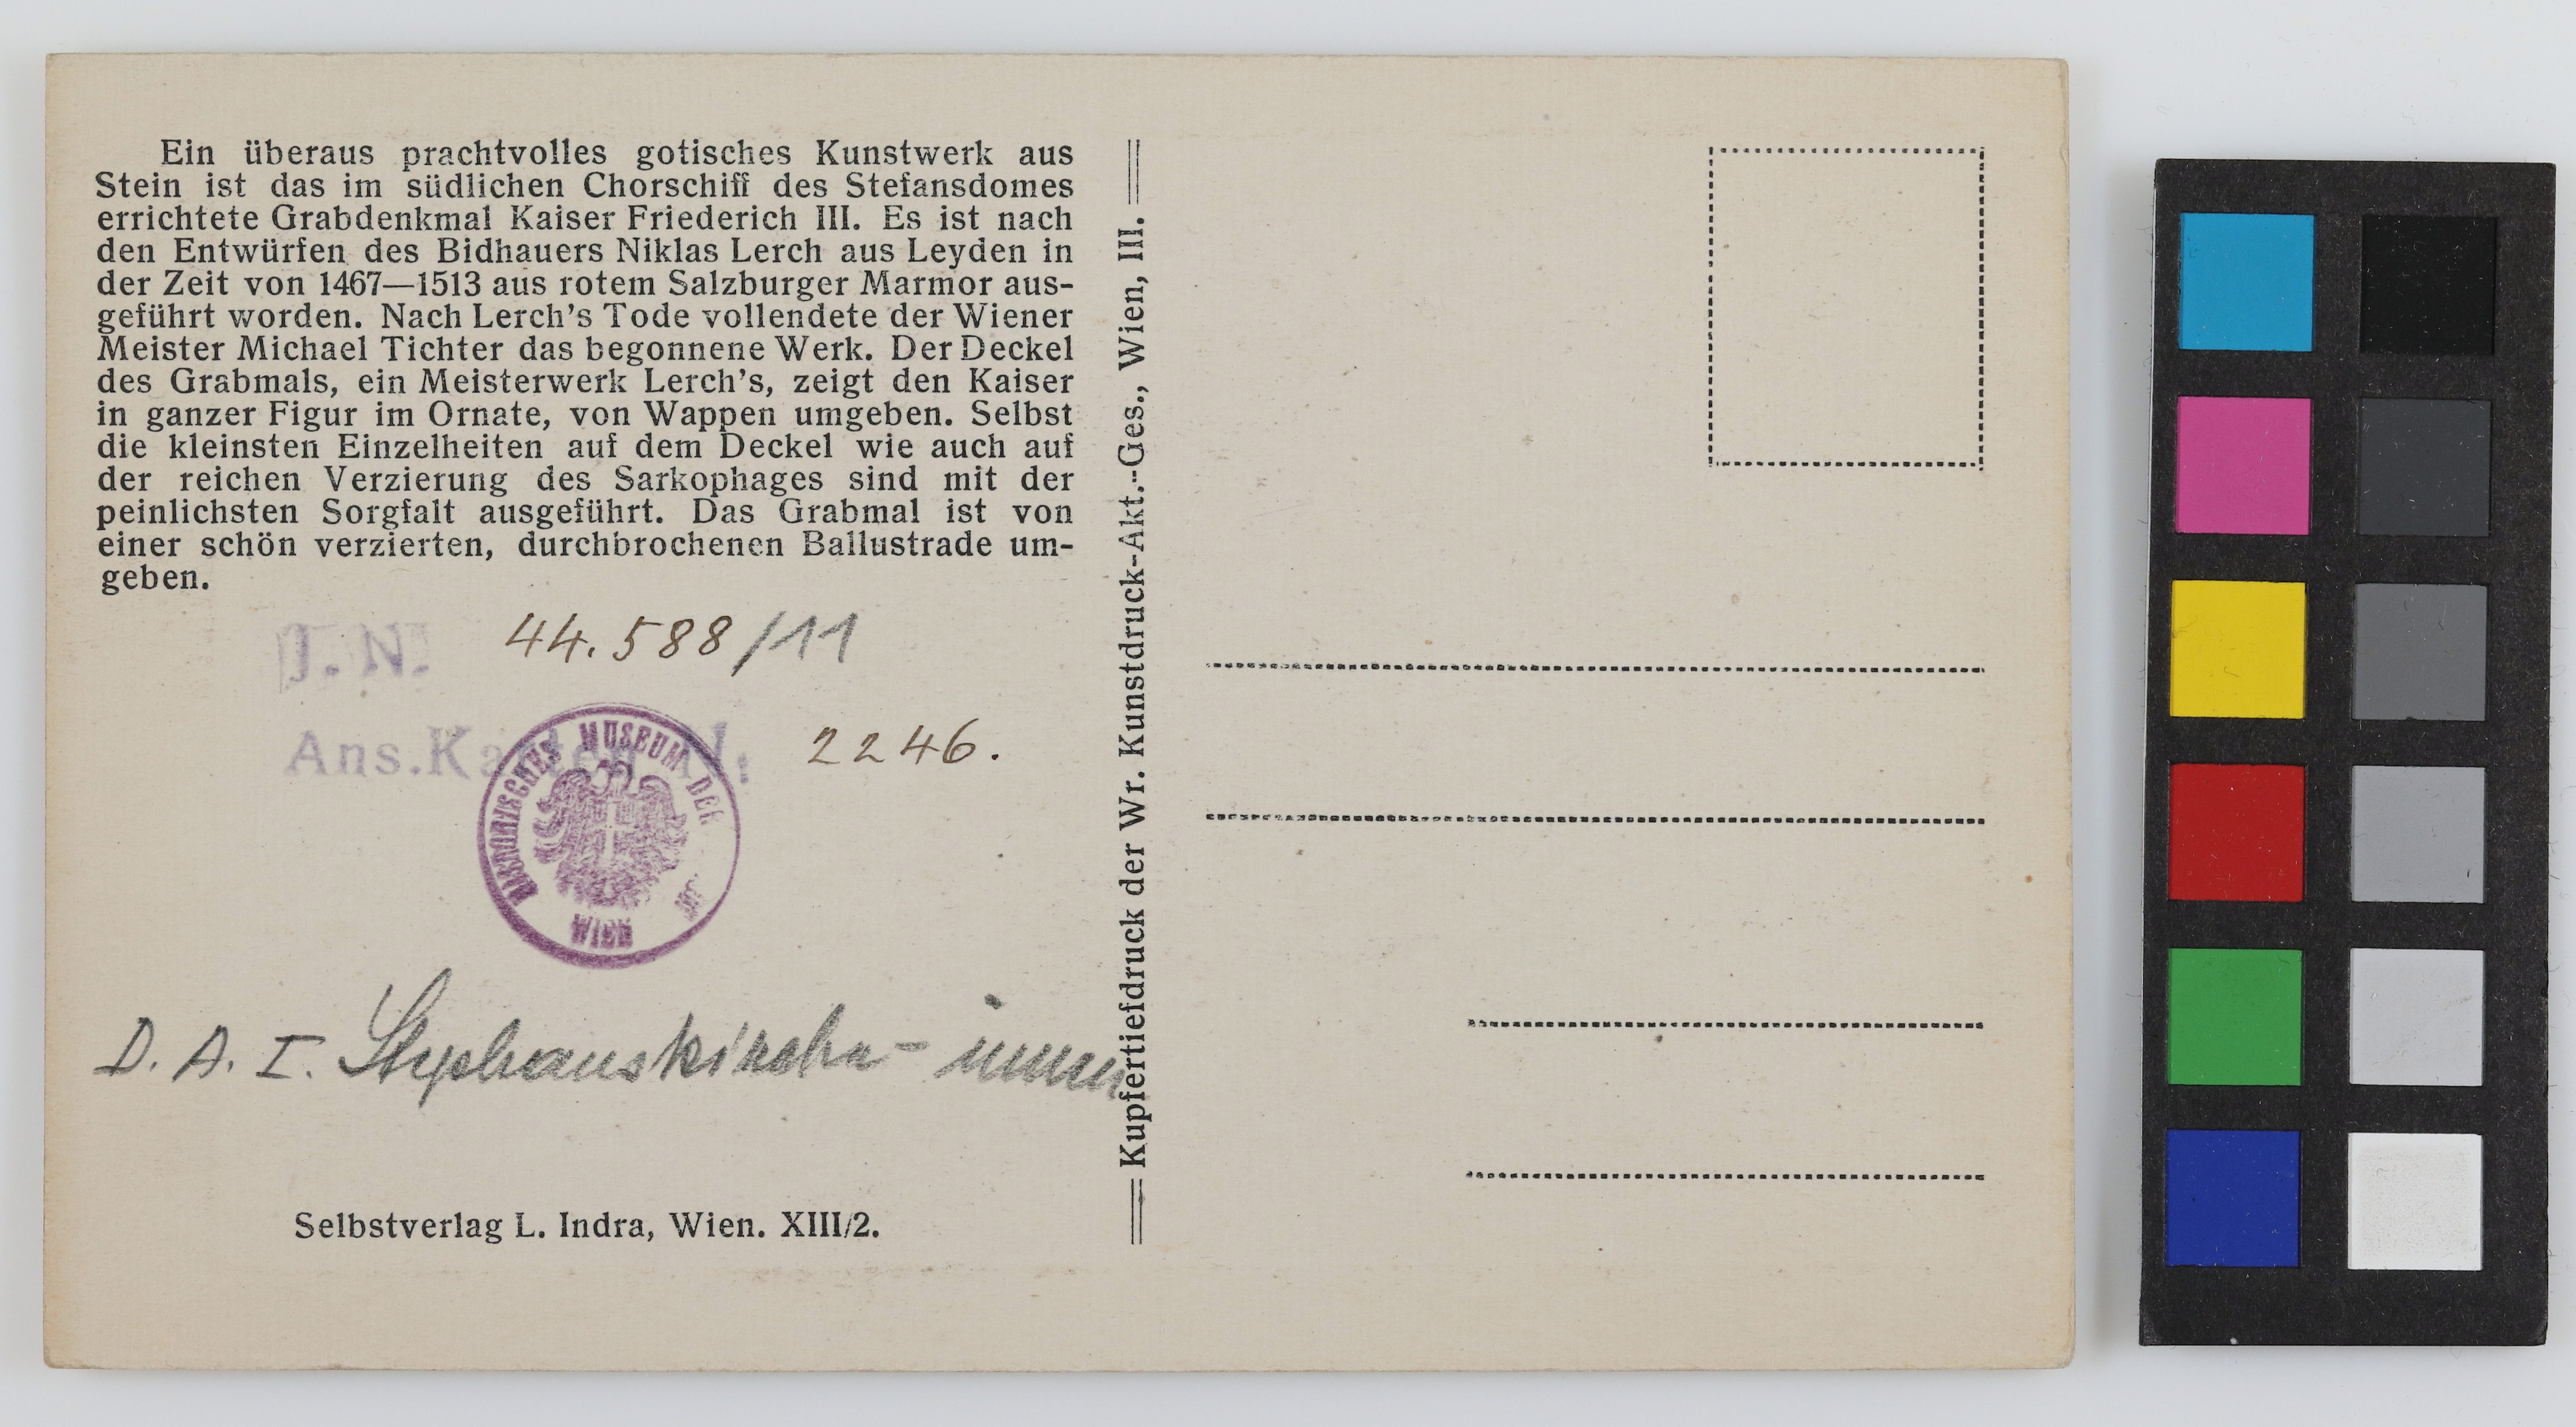 Ein überaus prachtvolles gotisches Kunstwerk aus
Stein ist das im südlichen Chorschiff des Stefansdomes
errichtete Grabdenkmal Kaiser Friederich III. Es ist nach
den Entwürfen des Bidhauers Niklas Lerch aus Leyden in
der Zeit von 1467—1513 aus rotem Salzburger Marmor aus-
geführt worden. Nach Lerch's Tode vollendete der Wiener
Meister Michael Tichter das begonnene Werk. Der Deckel
des Grabmals, ein Meisterwerk Lerch's, zeigt den Kaiser
in ganzer Figur im Ornate, von Wappen umgeben. Selbst
die kleinsten Einzelheiten auf dem Deckel wie auch auf
der reichen Verzierung des Sarkophages sind mit der
peinlichsten Sorgfalt ausgeführt. Das Grabmal ist von
einer schön verzierten, durchbrochenen Ballustrade um-
geben.
J. N. 44.588/11
Ans. Karten N. 2246.
HISTORISCHES MUSEUM DER
WIEN
D. A. I. Stephanskirche - innen
Selbstverlag L. Indra, Wien. XIII/2.
Kupfertiefdruck der Wr. Kunstdruck-Akt.-Ges., Wien, III.